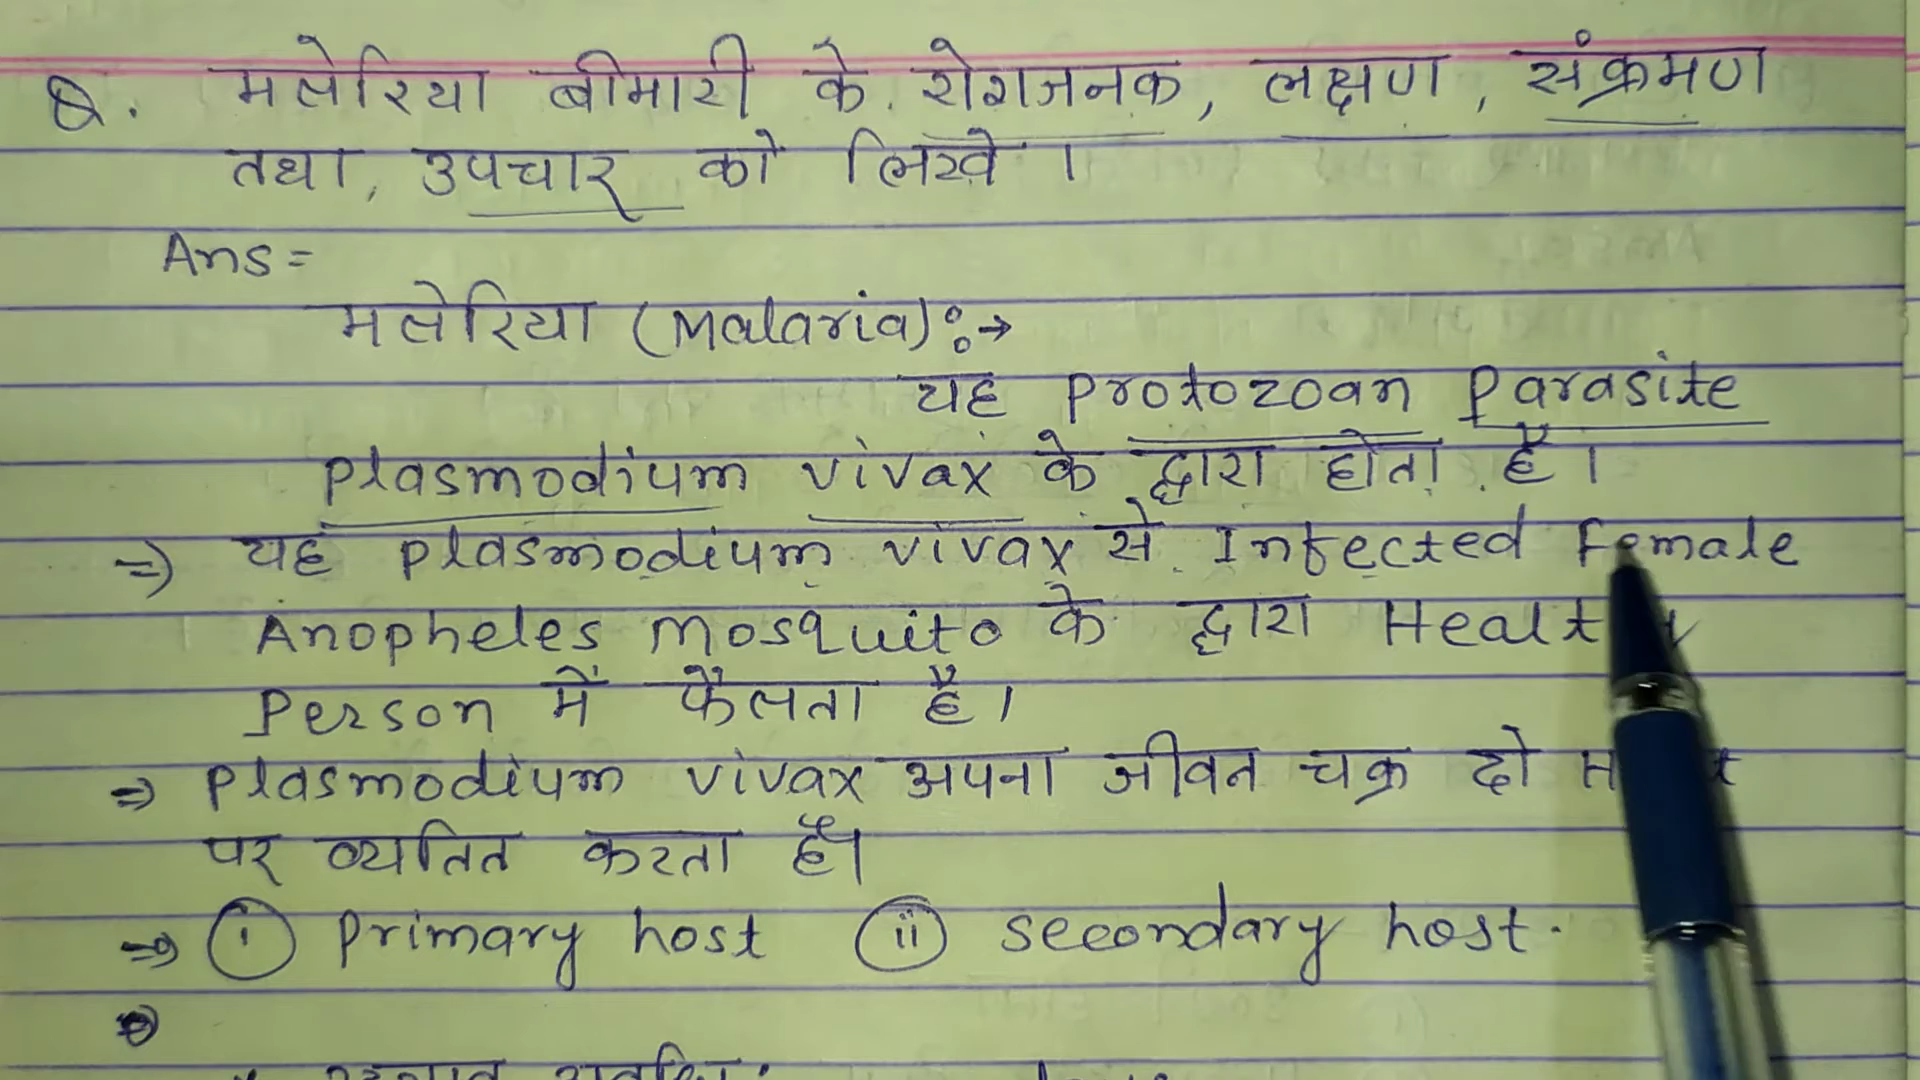 Q. मलेरिया बीमारी के रोगजनक, लक्षण, संक्रमण
तथा, उपचार को लिखे ।
Ans =
मलेरिया (Malaria) :→
यह Protozoan Parasite
Plasmodium vivax के द्वारा होता है ।
⇒ यह Plasmodium vivax से Infected Female
Anopheles Mosquito के द्वारा
Person में फैलता है ।
⇒ Plasmodium vivax अपना जीवन चक्र दो
पर व्यतित करता है।
⇒ (i) Primary host (ii) Secondary host.
⇒